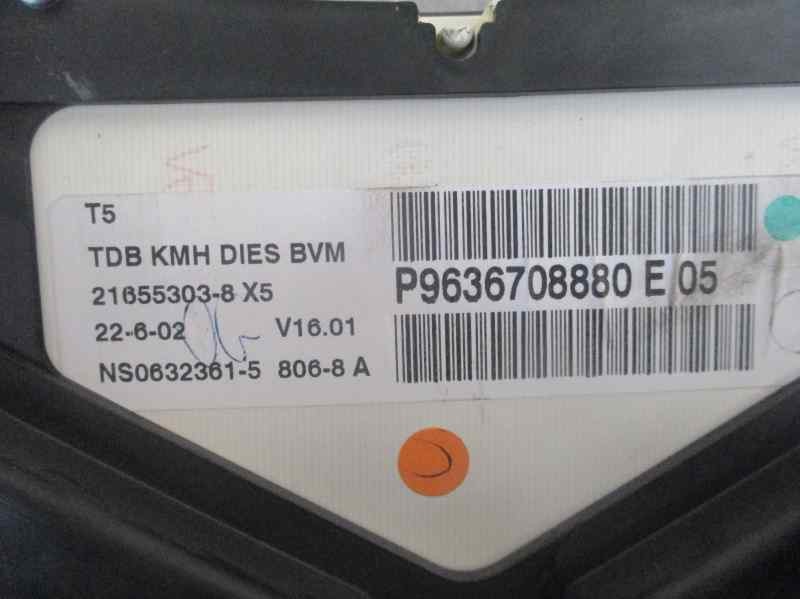 T5
TDB KMH DIES BVM
21655303-8 X5
22-6-02 V16.01
NS0632361-5 806-8 A
P9636708880 E 05